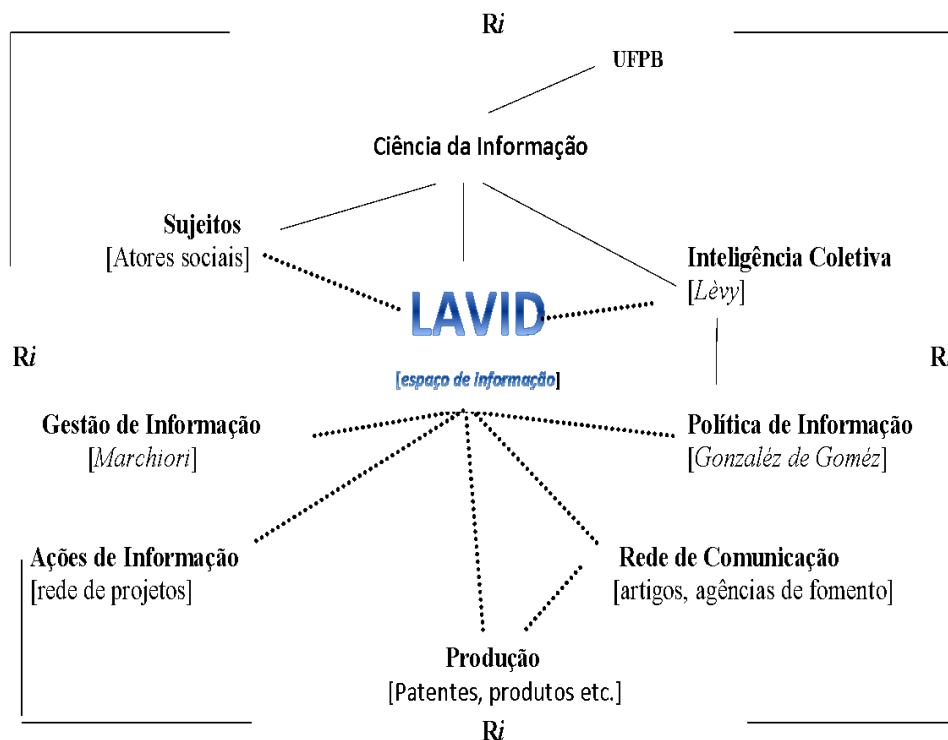 Ri
UFPB
Ciência da Informação
Sujeitos
[Atores sociais]
Inteligência Coletiva
[Lèvy]
LAVID
[espaço de informação]
Ri
R
Gestão de Informação
[Marchiori]
Política de Informação
[Gonzaléz de Goméz]
Ações de Informação
[rede de projetos]
Rede de Comunicação
[artigos, agências de fomento]
Produção
[Patentes, produtos etc.]
Ri